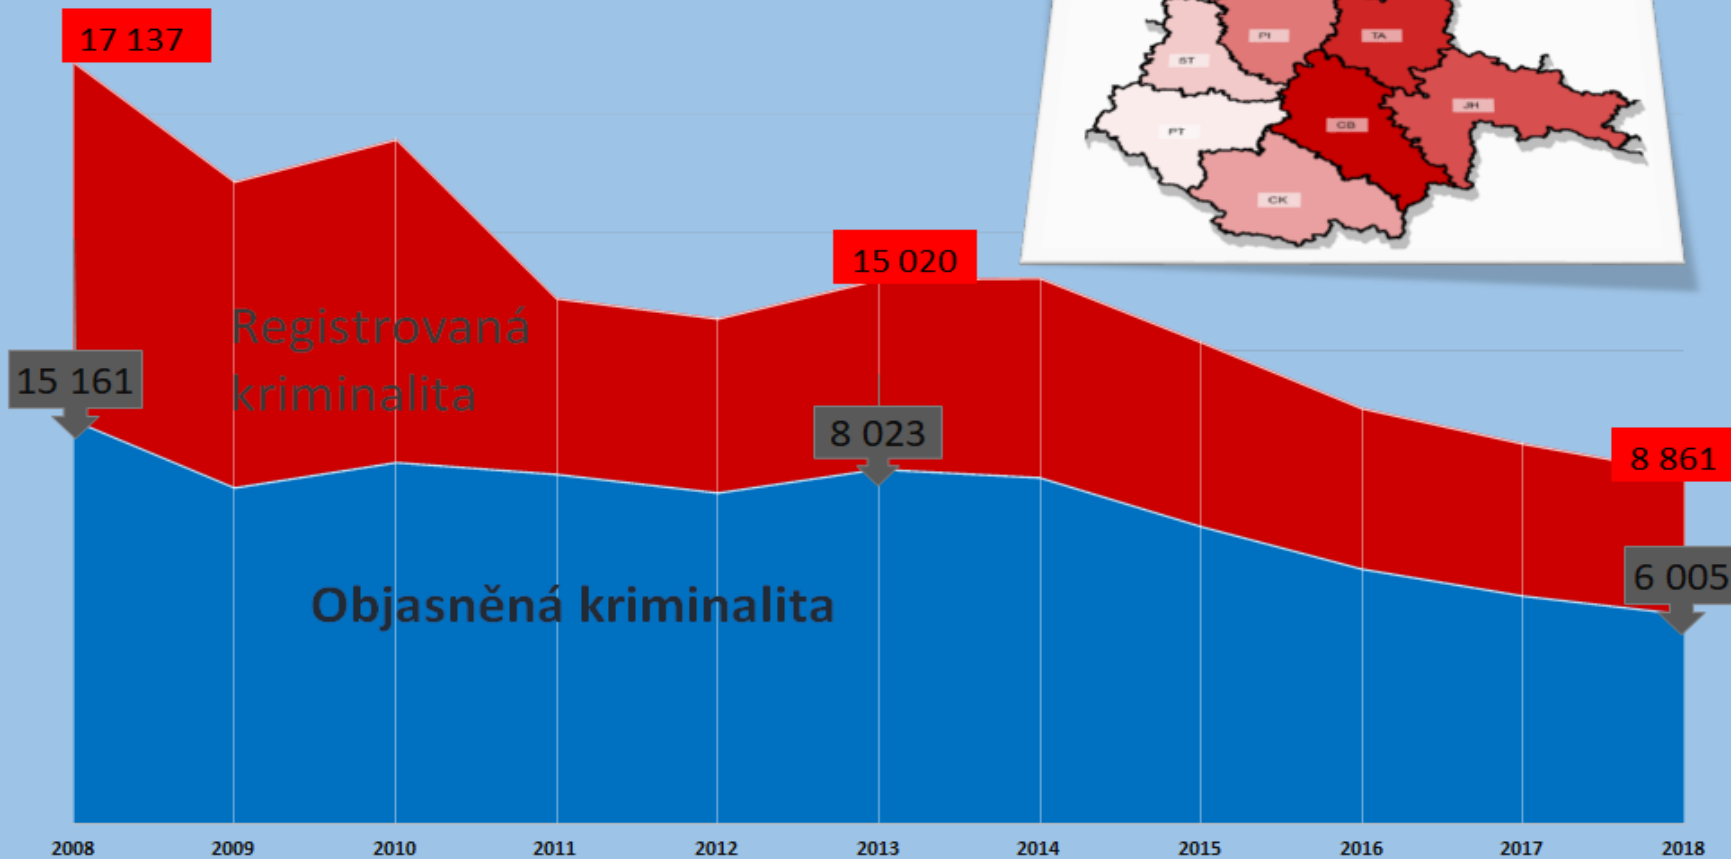 17 137
PI
TA
ST
JH
PT
CB
CK
15 020
Registrovaná
kriminalita
15 161
8 023
8 861
6 005
Objasněná kriminalita
2008 2009 2010 2011 2012 2013 2014 2015 2016 2017 2018